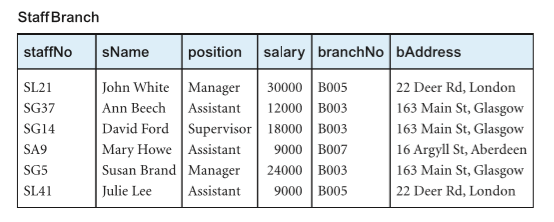 StaffBranch
staffNo sName position salary branchNo bAddress
SL21 John White Manager 30000 B005 22 Deer Rd, London
SG37 Ann Beech Assistant 12000 B003 163 Main St, Glasgow
SG14 David Ford Supervisor 18000 B003 163 Main St, Glasgow
SA9 Mary Howe Assistant 9000 B007 16 Argyll St, Aberdeen
SG5 Susan Brand Manager 24000 B003 163 Main St, Glasgow
SL41 Julie Lee Assistant 9000 B005 22 Deer Rd, London